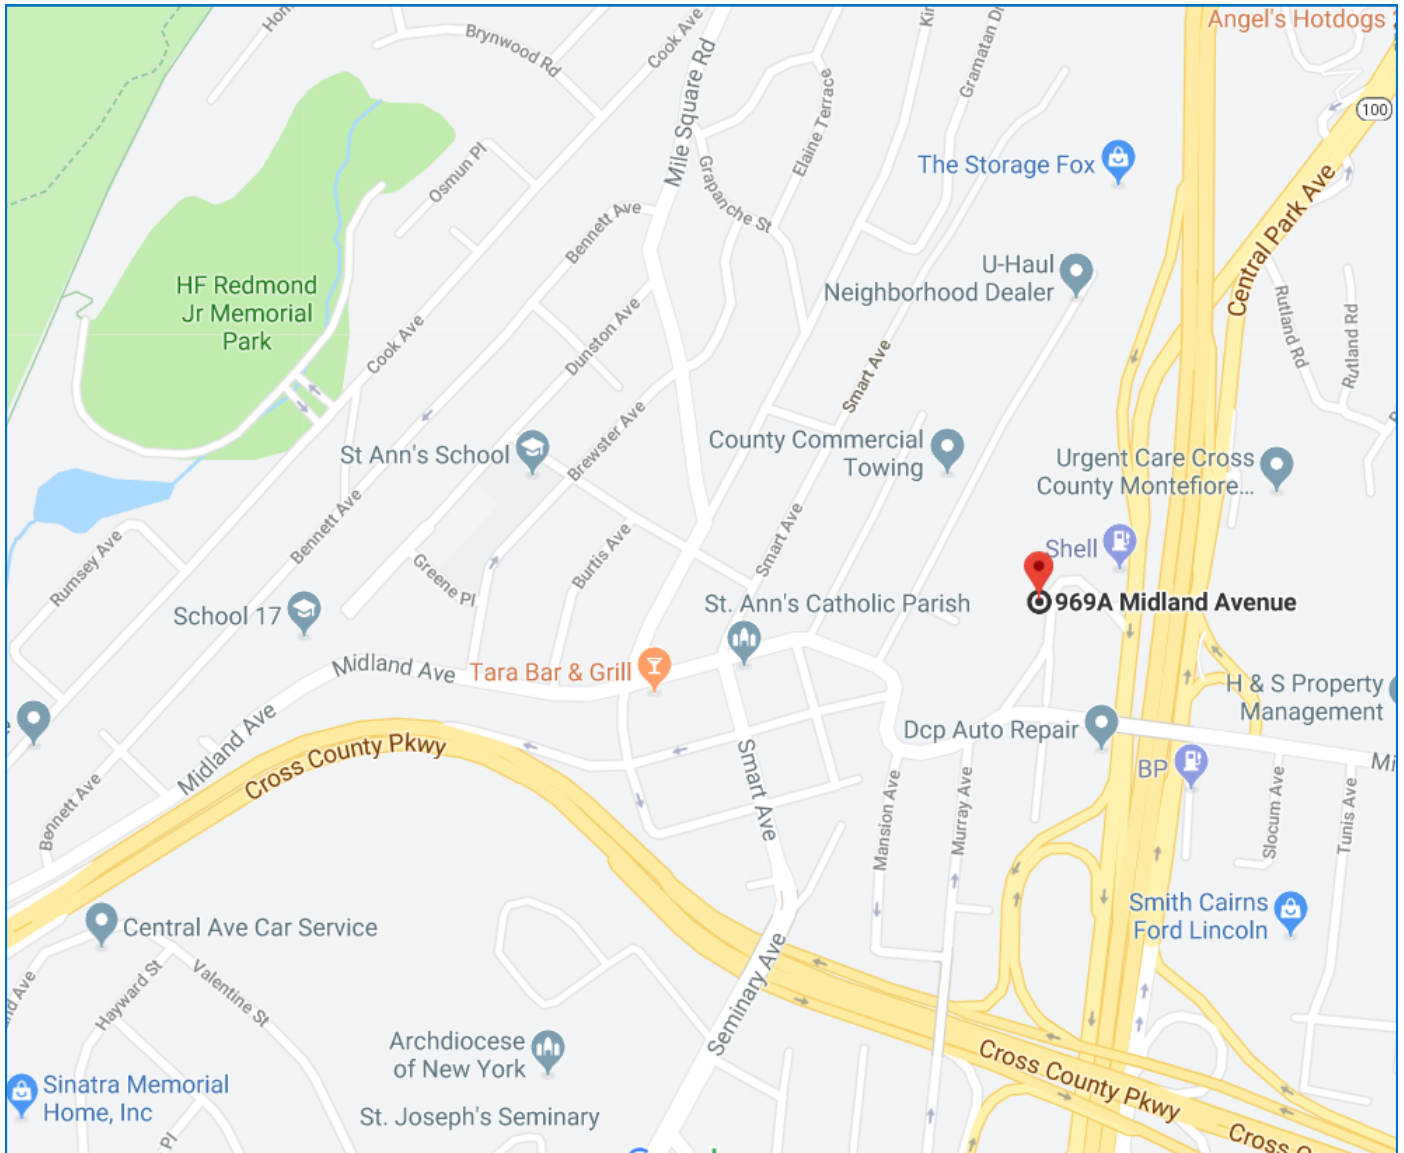 Angel's Hotdogs
Brynwood Rd
Cook Ave
Mile Square Rd
Gramatan Dr
Elaine Terrace
100
Osmun Pl
Grapanche St
The Storage Fox
Central Park Ave
Bennett Ave
U-Haul
Neighborhood Dealer
HF Redmond
Jr Memorial
Park
Cook Ave
Dunston Ave
Rutland Rd
Rutland Rd
Smart Ave
Brewster Ave
St Ann's School
County Commercial
Towing
Urgent Care Cross
County Montefiore...
Bennett Ave
Smart Ave
Burtis Ave
Shell
Rumsey Ave
Greene Pl
School 17
St. Ann's Catholic Parish
969A Midland Avenue
Midland Ave
Tara Bar & Grill
H & S Property
Management
Midland Ave
Cross County Pkwy
Dcp Auto Repair
BP
Mi
Bennett Ave
Smart Ave
Mansion Ave
Murray Ave
Slocum Ave
Tunis Ave
Central Ave Car Service
Smith Cairns
Ford Lincoln
Hayward St
Valentine St
Seminary Ave
Archdiocese
of New York
Cross County Pkwy
Sinatra Memorial
Home, Inc
St. Joseph's Seminary
Pl
Cross C